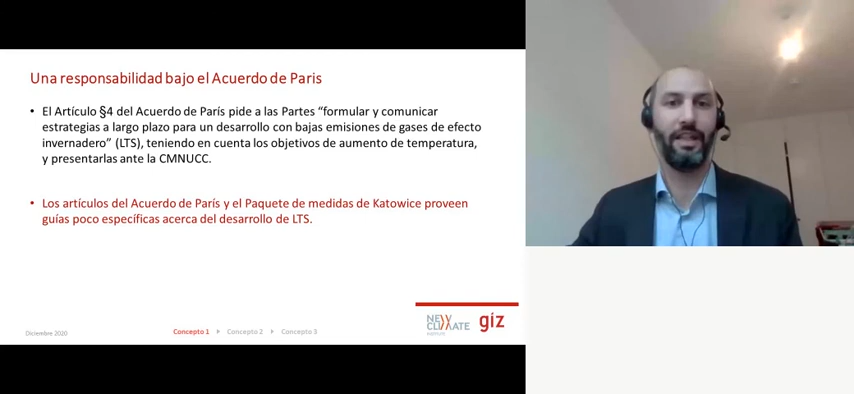 Una responsabilidad bajo el Acuerdo de Paris
• El Artículo §4 del Acuerdo de París pide a las Partes “formular y comunicar
estrategias a largo plazo para un desarrollo con bajas emisiones de gases de efecto
invernadero” (LTS), teniendo en cuenta los objetivos de aumento de temperatura,
y presentarlas ante la CMNUCC.
• Los artículos del Acuerdo de París y el Paquete de medidas de Katowice proveen
guías poco específicas acerca del desarrollo de LTS.
Diciembre 2020
Concepto 1 Concepto 2 Concepto 3
NEW
CLIMATE
INSTITUTE
giz